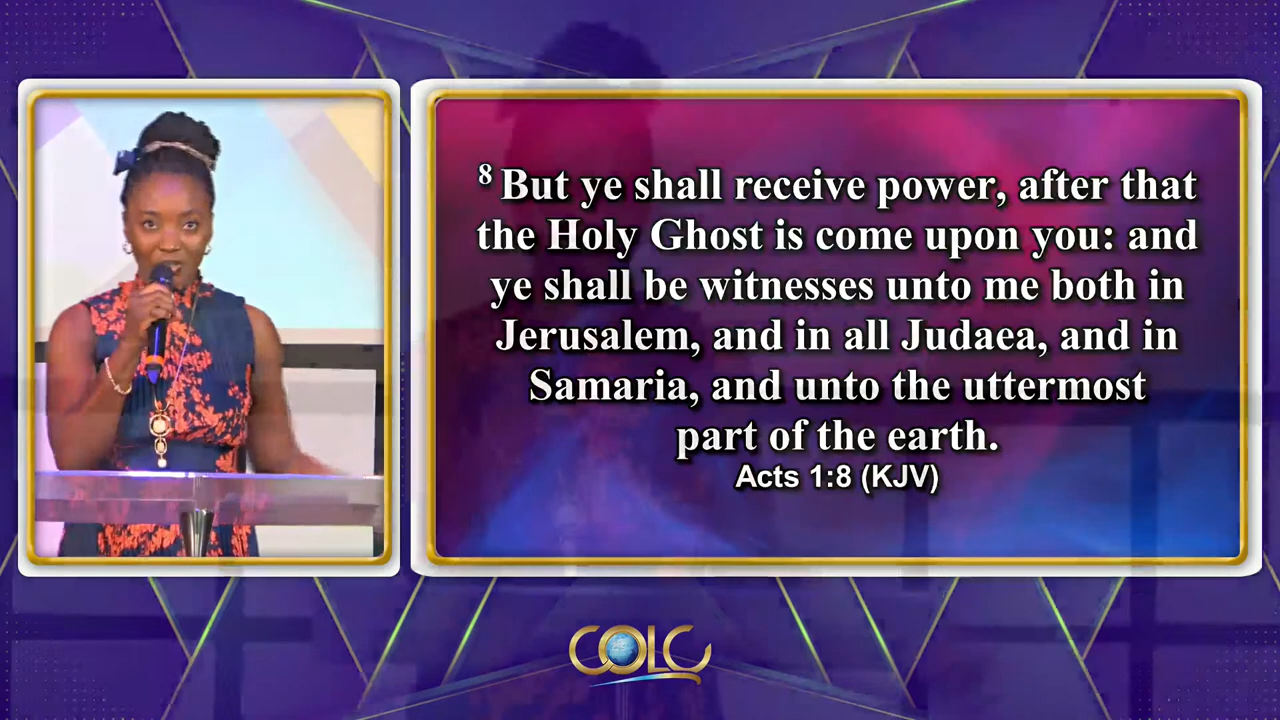 8 But ye shall receive power, after that
the Holy Ghost is come upon you: and
ye shall be witnesses unto me both in
Jerusalem, and in all Judaea, and in
Samaria, and unto the uttermost
part of the earth.
Acts 1:8 (KJV)
COLC